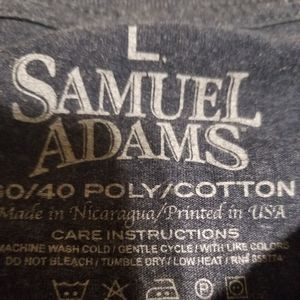 L
SAMUEL
ADAMS
60/40 POLY/COTTON
Made in Nicaragua/Printed in USA
CARE INSTRUCTIONS
MACHINE WASH COLD / GENTLE CYCLE / WITH LIKE COLORS
DO NOT BLEACH / TUMBLE DRY / LOW HEAT / RN#